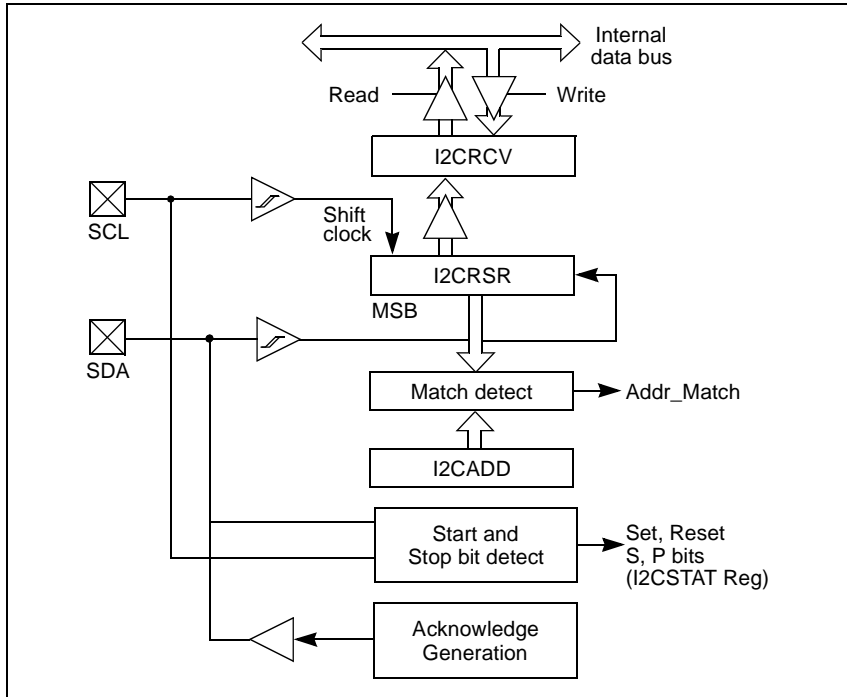 Internal
data bus
Read
Write
I2CRCV
SCL
Shift
clock
I2CRSR
MSB
SDA
Match detect
Addr_Match
I2CADD
Start and
Stop bit detect
Set, Reset
S, P bits
(I2CSTAT Reg)
Acknowledge
Generation